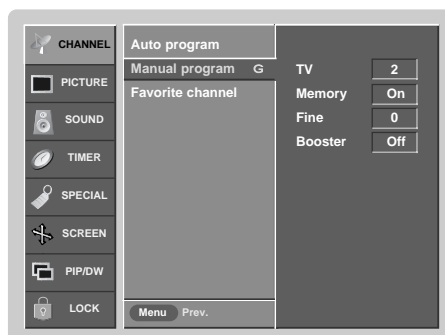 CHANNEL
PICTURE
SOUND
TIMER
SPECIAL
SCREEN
PIP/DW
LOCK
Auto program
Manual program G
Favorite channel
Menu Prev.
TV 2
Memory On
Fine 0
Booster Off